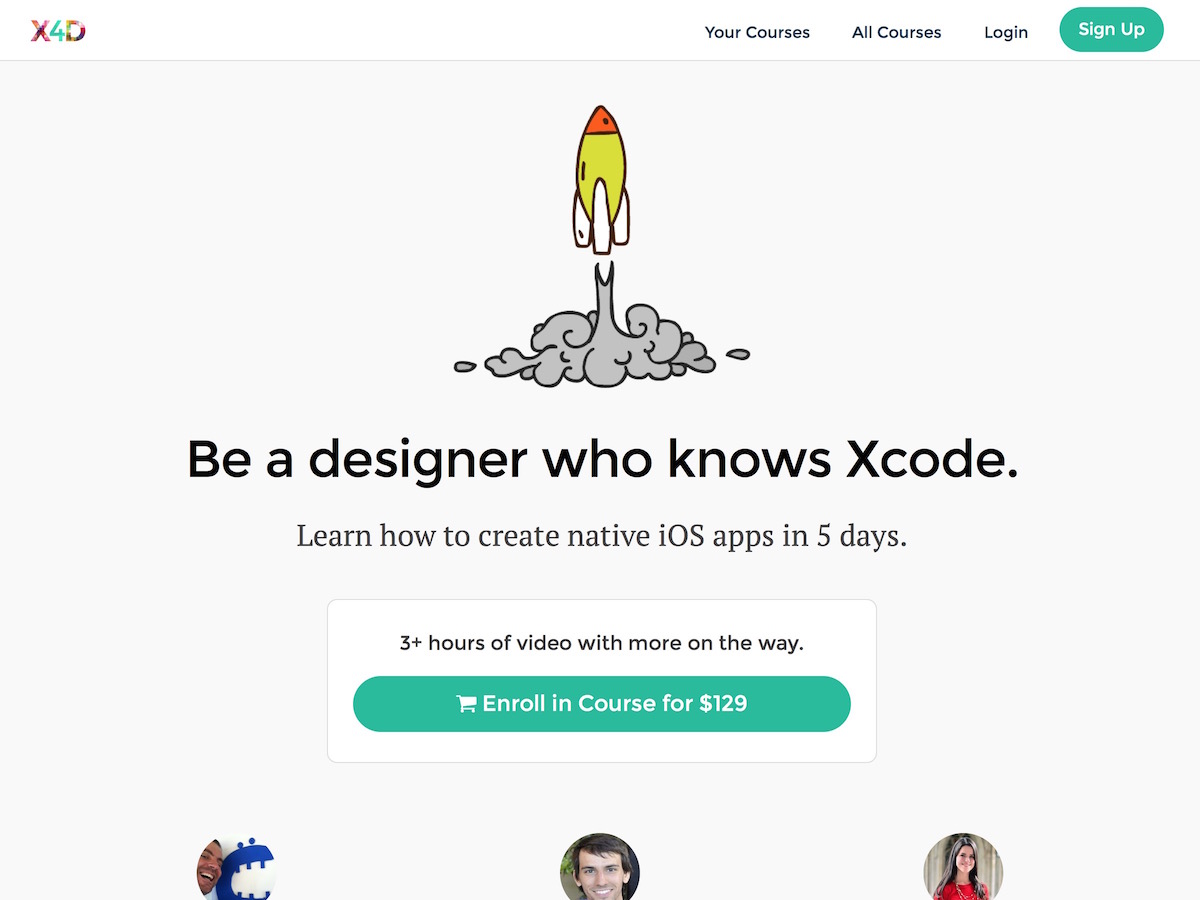 X4D
Your Courses
All Courses
Login
Sign Up
Be a designer who knows Xcode.
Learn how to create native iOS apps in 5 days.
3+ hours of video with more on the way.
Enroll in Course for $129